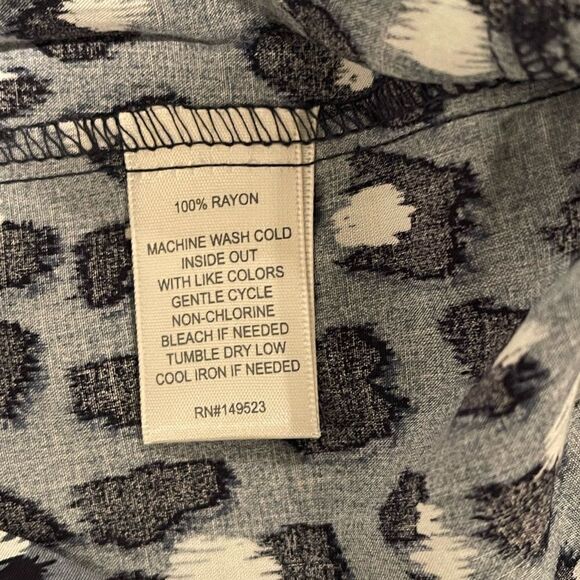 100% RAYON
MACHINE WASH COLD
INSIDE OUT
WITH LIKE COLORS
GENTLE CYCLE
NON-CHLORINE
BLEACH IF NEEDED
TUMBLE DRY LOW
COOL IRON IF NEEDED
RN#149523